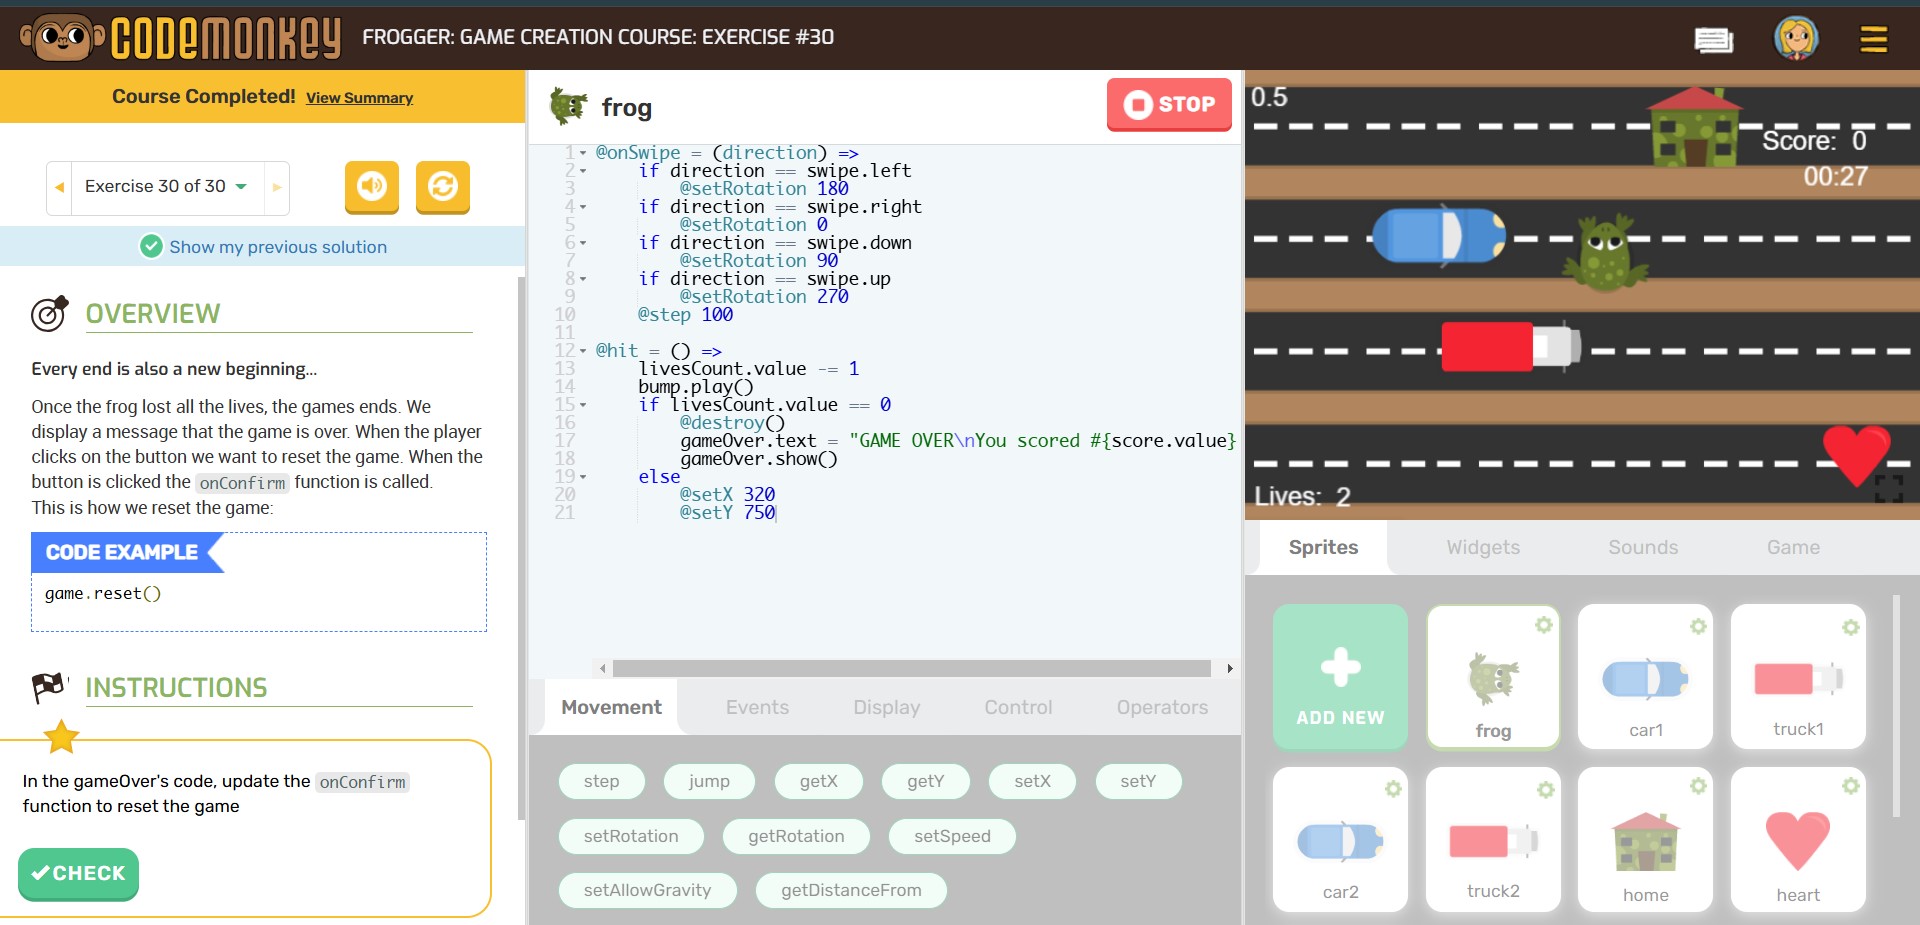 CODEMONKEY
FROGGER: GAME CREATION COURSE: EXERCISE #30
Course Completed! View Summary
Exercise 30 of 30
Show my previous solution
OVERVIEW
Every end is also a new beginning...
Once the frog lost all the lives, the games ends. We
display a message that the game is over. When the player
clicks on the button we want to reset the game. When the
button is clicked the onConfirm function is called.
This is how we reset the game:
CODE EXAMPLE
game.reset()
INSTRUCTIONS
In the gameOver's code, update the onConfirm
function to reset the game
CHECK
frog
STOP
1 @onSwipe = (direction) =>
2 if direction == swipe.left
3 @setRotation 180
4 if direction == swipe.right
5 @setRotation 0
6 if direction == swipe.down
7 @setRotation 90
8 if direction == swipe.up
9 @setRotation 270
10 @step 100
11
12 @hit = () =>
13 livesCount.value -= 1
14 bump.play()
15 if livesCount.value == 0
16 @destroy()
17 gameOver.text = "GAME OVER\nYou scored #{score.value}
18 gameOver.show()
19 else
20 @setX 320
21 @setY 750
Movement Events Display Control Operators
step jump getX getY setX setY
setRotation getRotation setSpeed
setAllowGravity getDistanceFrom
0.5
Score: 0
00:27
Lives: 2
Sprites Widgets Sounds Game
ADD NEW
frog
car1
truck1
car2
truck2
home
heart